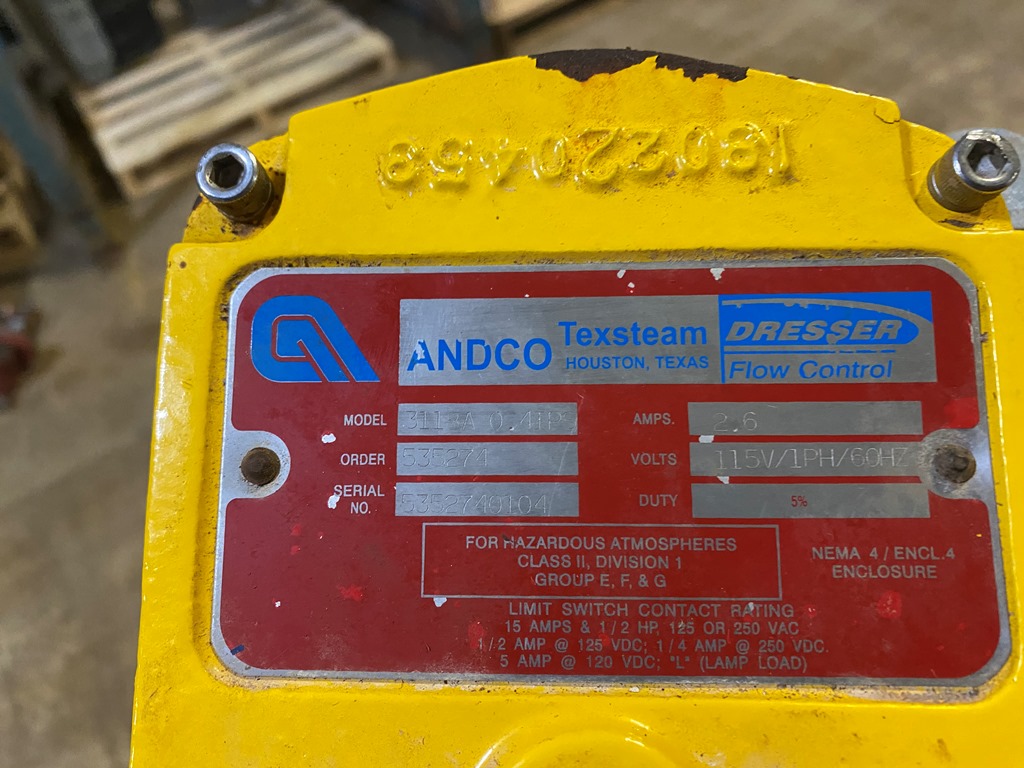 K80220453
ANDCO Texsteam
HOUSTON, TEXAS
DRESSER
Flow Control
MODEL
ORDER 535274
SERIAL NO. 5352740104
AMPS. 2.6
VOLTS 115V/1PH/60HZ
DUTY 5%
FOR HAZARDOUS ATMOSPHERES
CLASS II, DIVISION 1
GROUP E, F, & G
NEMA 4 / ENCL.4
ENCLOSURE
LIMIT SWITCH CONTACT RATING
15 AMPS & 1/2 HP, 125 OR 250 VAC
1/2 AMP @ 125 VDC; 1/4 AMP @ 250 VDC.
5 AMP @ 120 VDC; "L" (LAMP LOAD)